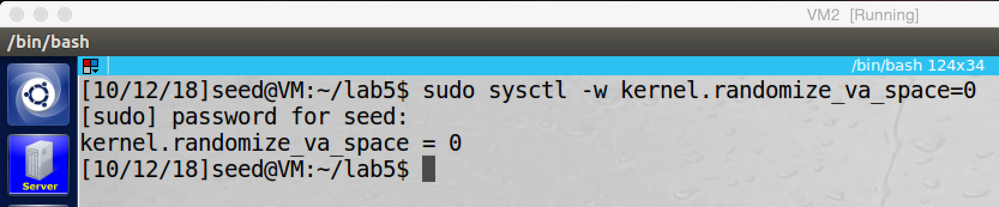 VM2 [Running]
/bin/bash
/bin/bash 124x34
[10/12/18]seed@VM:~/lab5$ sudo sysctl -w kernel.randomize_va_space=0
[sudo] password for seed:
kernel.randomize_va_space = 0
[10/12/18]seed@VM:~/lab5$
Server